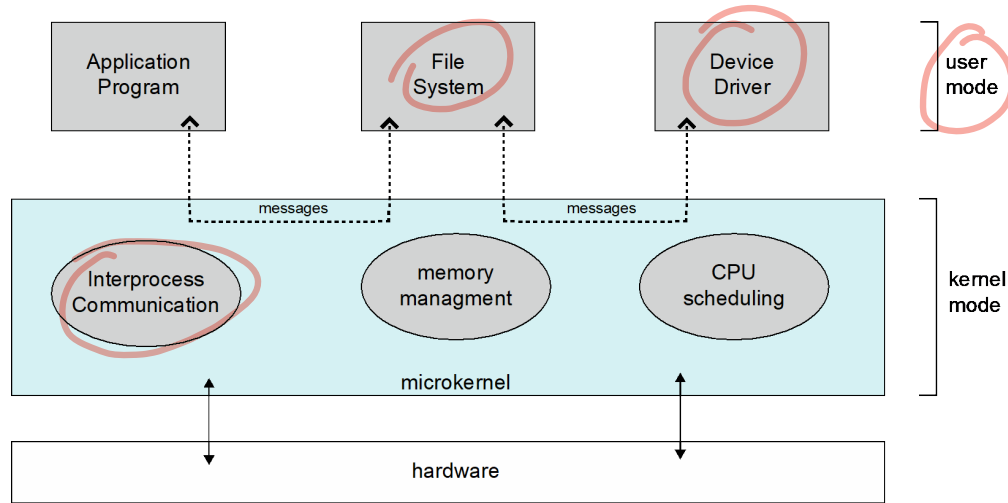 Application
Program
File
System
Device
Driver
user
mode
messages
messages
Interprocess
Communication
memory
managment
CPU
scheduling
kernel
mode
microkernel
hardware